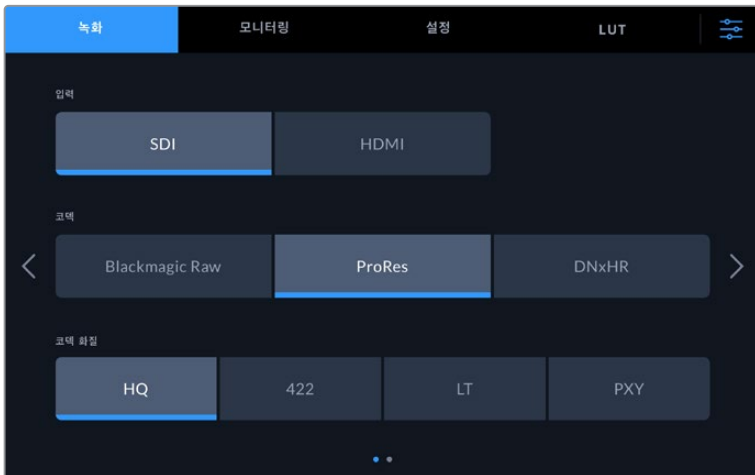 녹화 모니터링 설정 LUT
입력
SDI HDMI
코덱
Blackmagic Raw ProRes DNxHR
코덱 화질
HQ 422 LT PXY